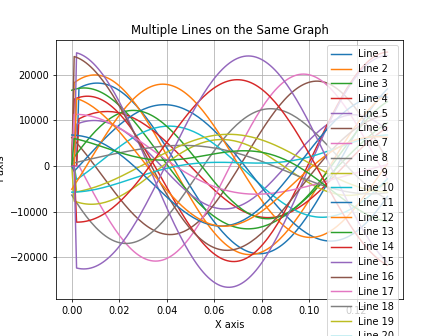 Multiple Lines on the Same Graph
20000
10000
0
−10000
−20000
0.00
0.02
0.04
0.06
0.08
0.10
X axis
Line 1
Line 2
Line 3
Line 4
Line 5
Line 6
Line 7
Line 8
Line 9
Line 10
Line 11
Line 12
Line 13
Line 14
Line 15
Line 16
Line 17
Line 18
Line 19
Line 20